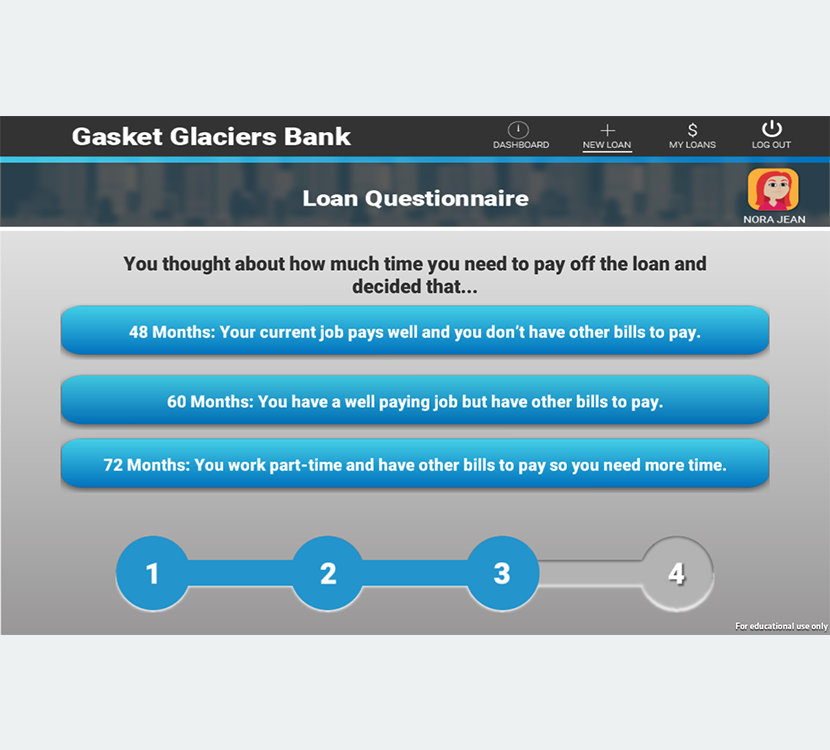 Gasket Glaciers Bank
DASHBOARD
NEW LOAN
$
MY LOANS
LOG OUT
Loan Questionnaire
NORA JEAN
You thought about how much time you need to pay off the loan and
decided that...
48 Months: Your current job pays well and you don’t have other bills to pay.
60 Months: You have a well paying job but have other bills to pay.
72 Months: You work part-time and have other bills to pay so you need more time.
1
2
3
4
For educational use only